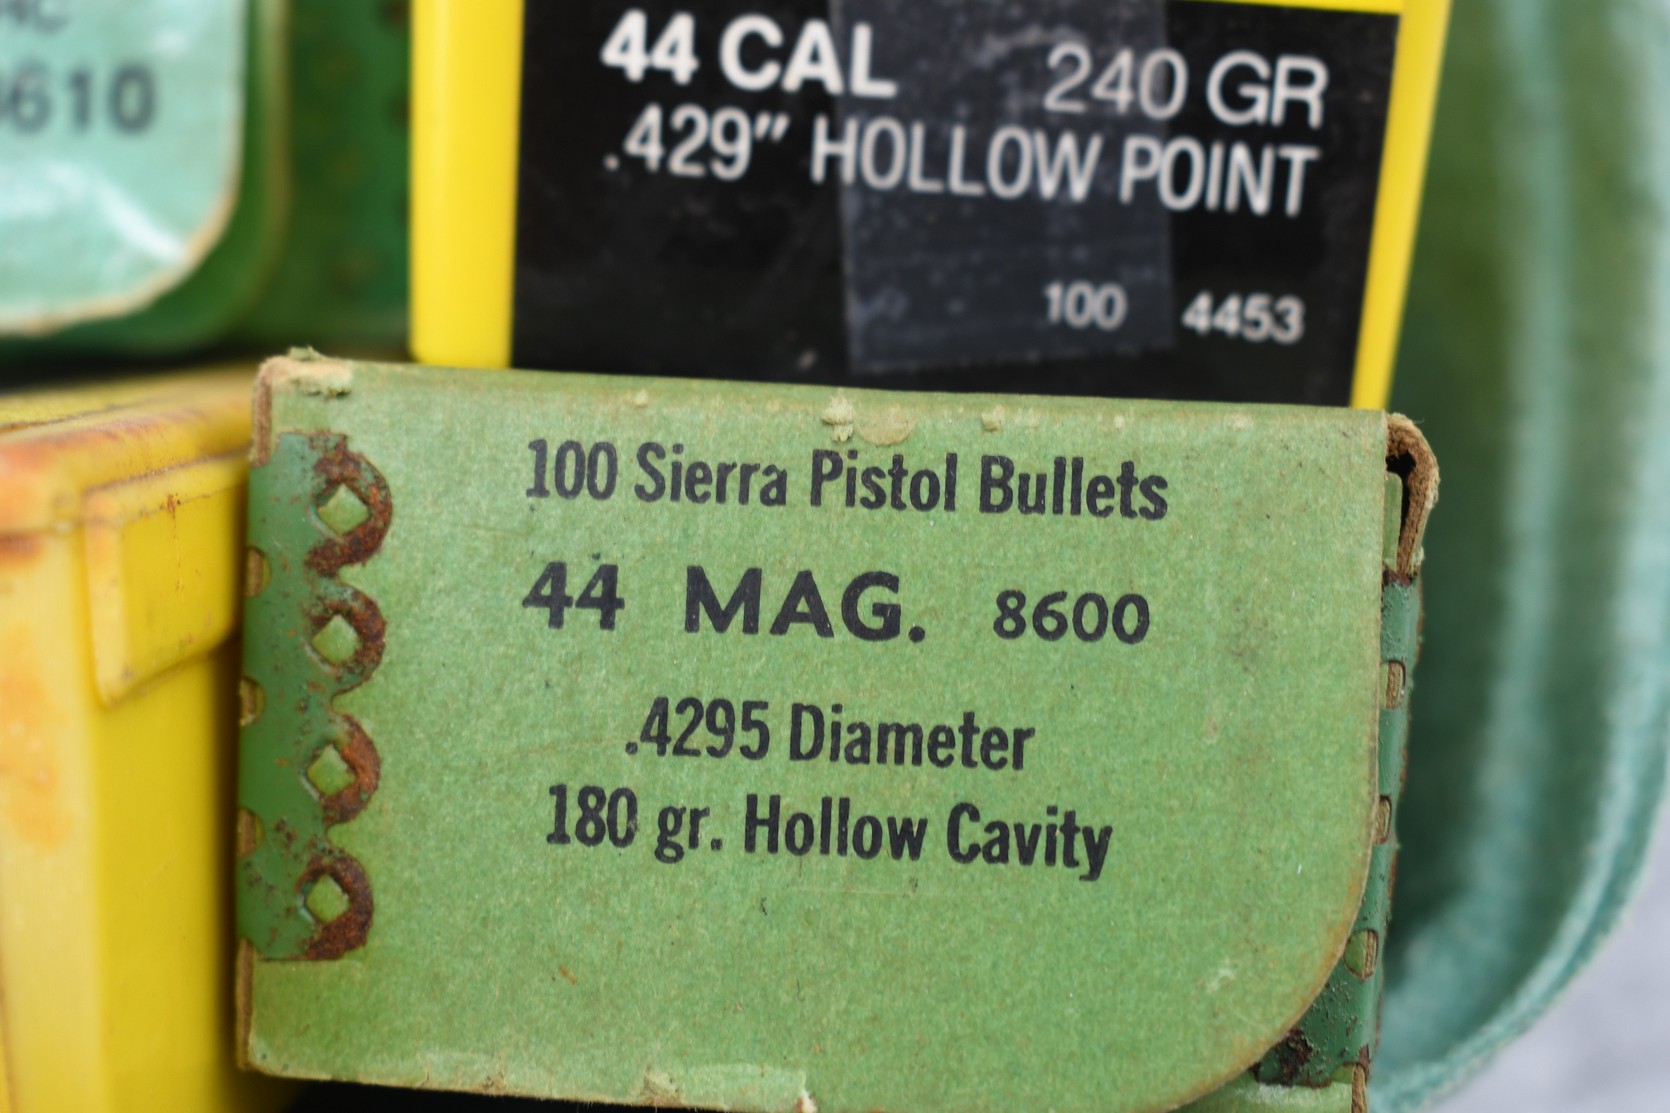 610
44 CAL 240 GR
.429" HOLLOW POINT
100 4453
100 Sierra Pistol Bullets
44 MAG. 8600
.4295 Diameter
180 gr. Hollow Cavity